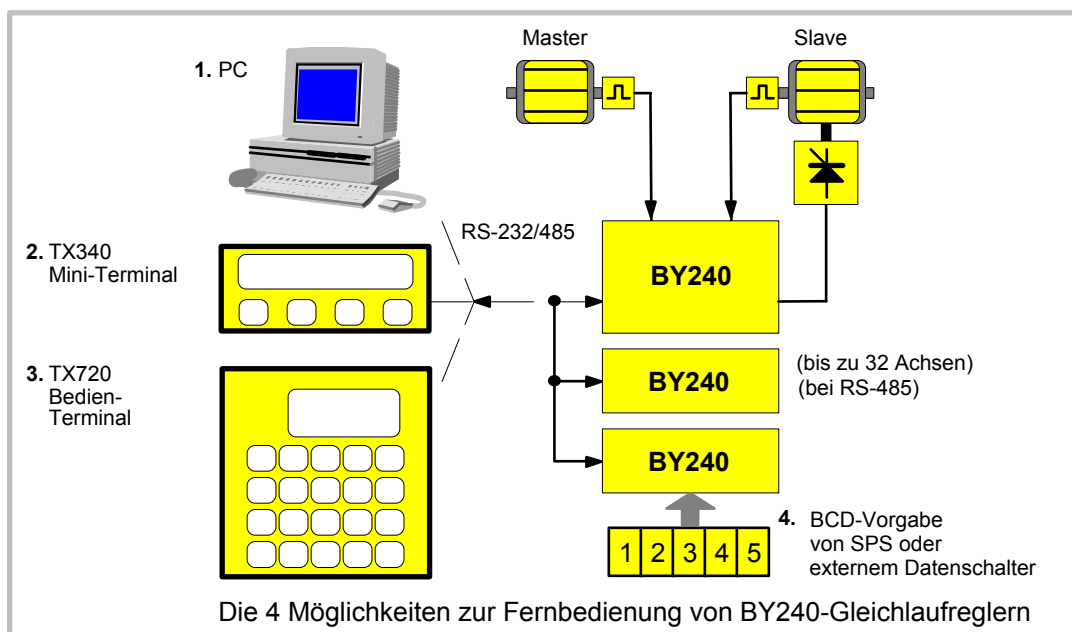 Master
Slave
1. PC
RS-232/485
2. TX340
Mini-Terminal
BY240
3. TX720
Bedien-
Terminal
BY240
(bis zu 32 Achsen)
(bei RS-485)
BY240
4. BCD-Vorgabe
von SPS oder
externem Datenschalter
1 2 3 4 5
Die 4 Möglichkeiten zur Fernbedienung von BY240-Gleichlaufreglern